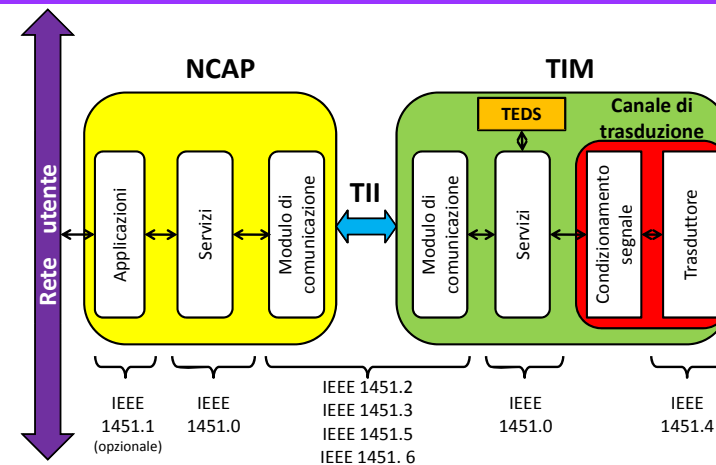 NCAP
TIM
TEDS
Canale di
trasduzione
TII
Rete utente
Applicazioni
Servizi
Modulo di
comunicazione
Modulo di
comunicazione
Servizi
Condizionamento
segnale
Trasduttore
IEEE
1451.1
(opzionale)
IEEE
1451.0
IEEE 1451.2
IEEE 1451.3
IEEE 1451.5
IEEE 1451. 6
IEEE
1451.0
IEEE
1451.4